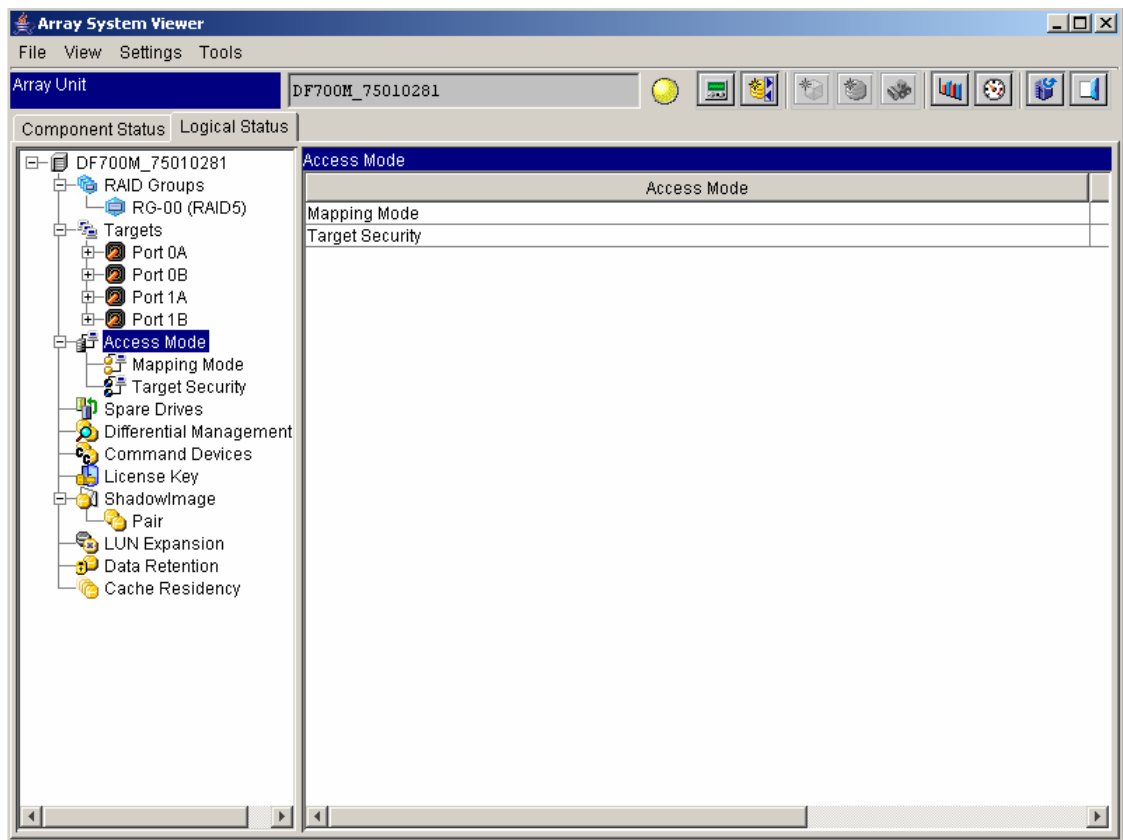 Array System Viewer
File View Settings Tools
Array Unit
DF700M_75010281
Component Status
Logical Status
DF700M_75010281
RAID Groups
RG-00 (RAID5)
Targets
Port 0A
Port 0B
Port 1A
Port 1B
Access Mode
Mapping Mode
Target Security
Spare Drives
Differential Management
Command Devices
License Key
ShadowImage
Pair
LUN Expansion
Data Retention
Cache Residency
Access Mode
Access Mode
Mapping Mode
Target Security